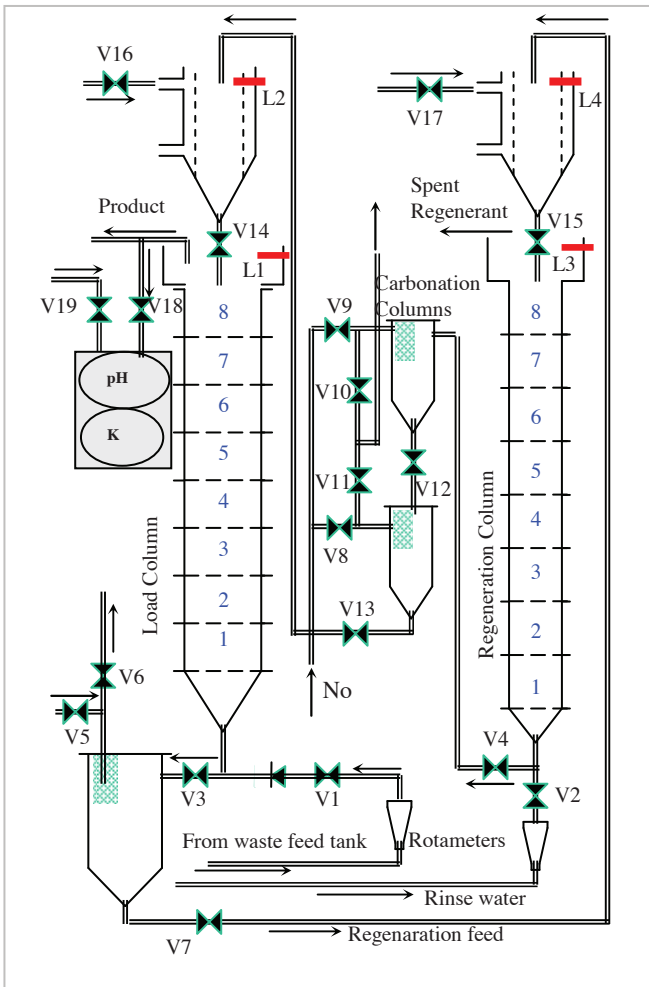 V16
L2
V17
L4
Product
V14
L1
Spent
Regenerant
V15
L3
V19
V18
Carbonation
Columns
V9
V10
V11
V12
V8
V13
pH
K
8
7
6
5
4
3
2
1
Load Column
8
7
6
5
4
3
2
1
Regeneration Column
V6
V5
No
V3
V1
V4
V2
From waste feed tank
Rotameters
Rinse water
V7
Regenaration feed